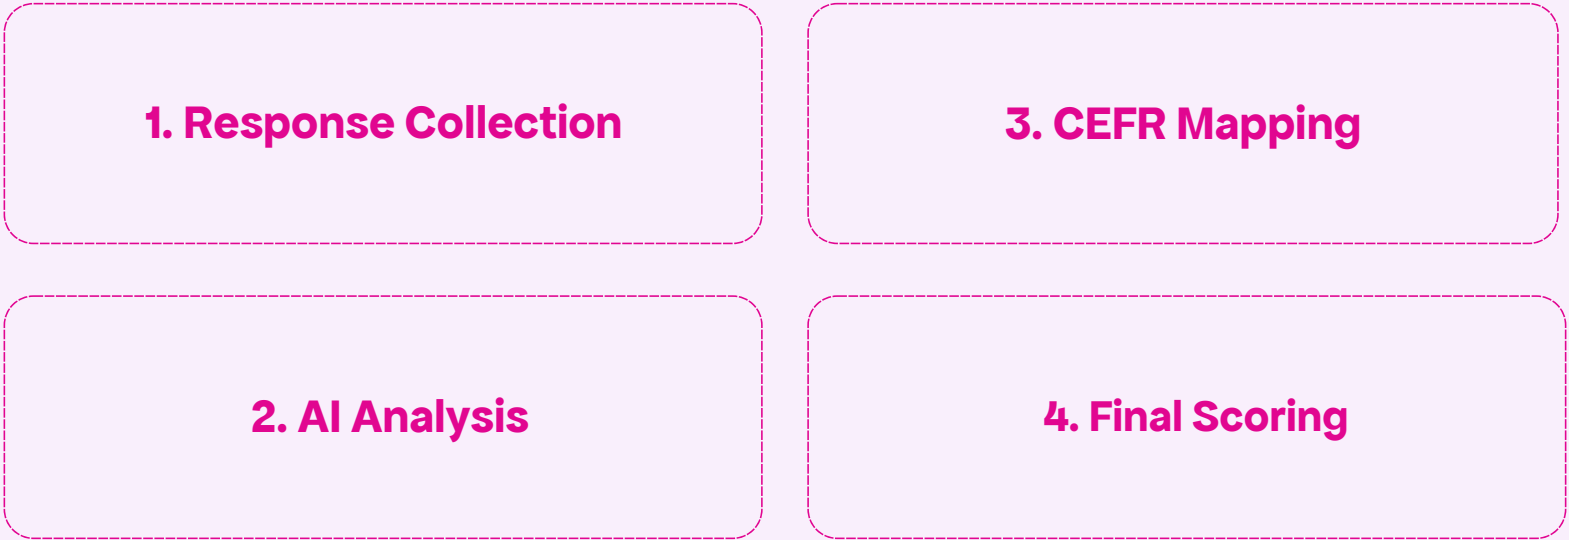 1. Response Collection
2. AI Analysis
3. CEFR Mapping
4. Final Scoring